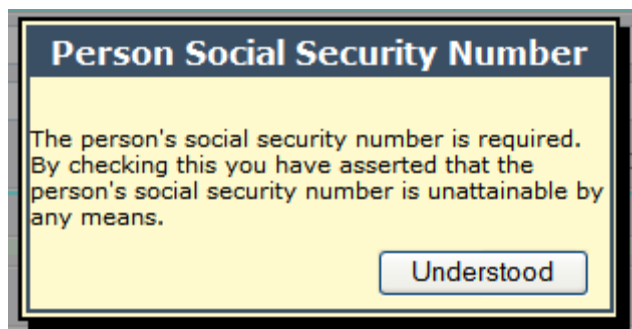 Person Social Security Number
The person's social security number is required.
By checking this you have asserted that the
person's social security number is unattainable by
any means.
Understood